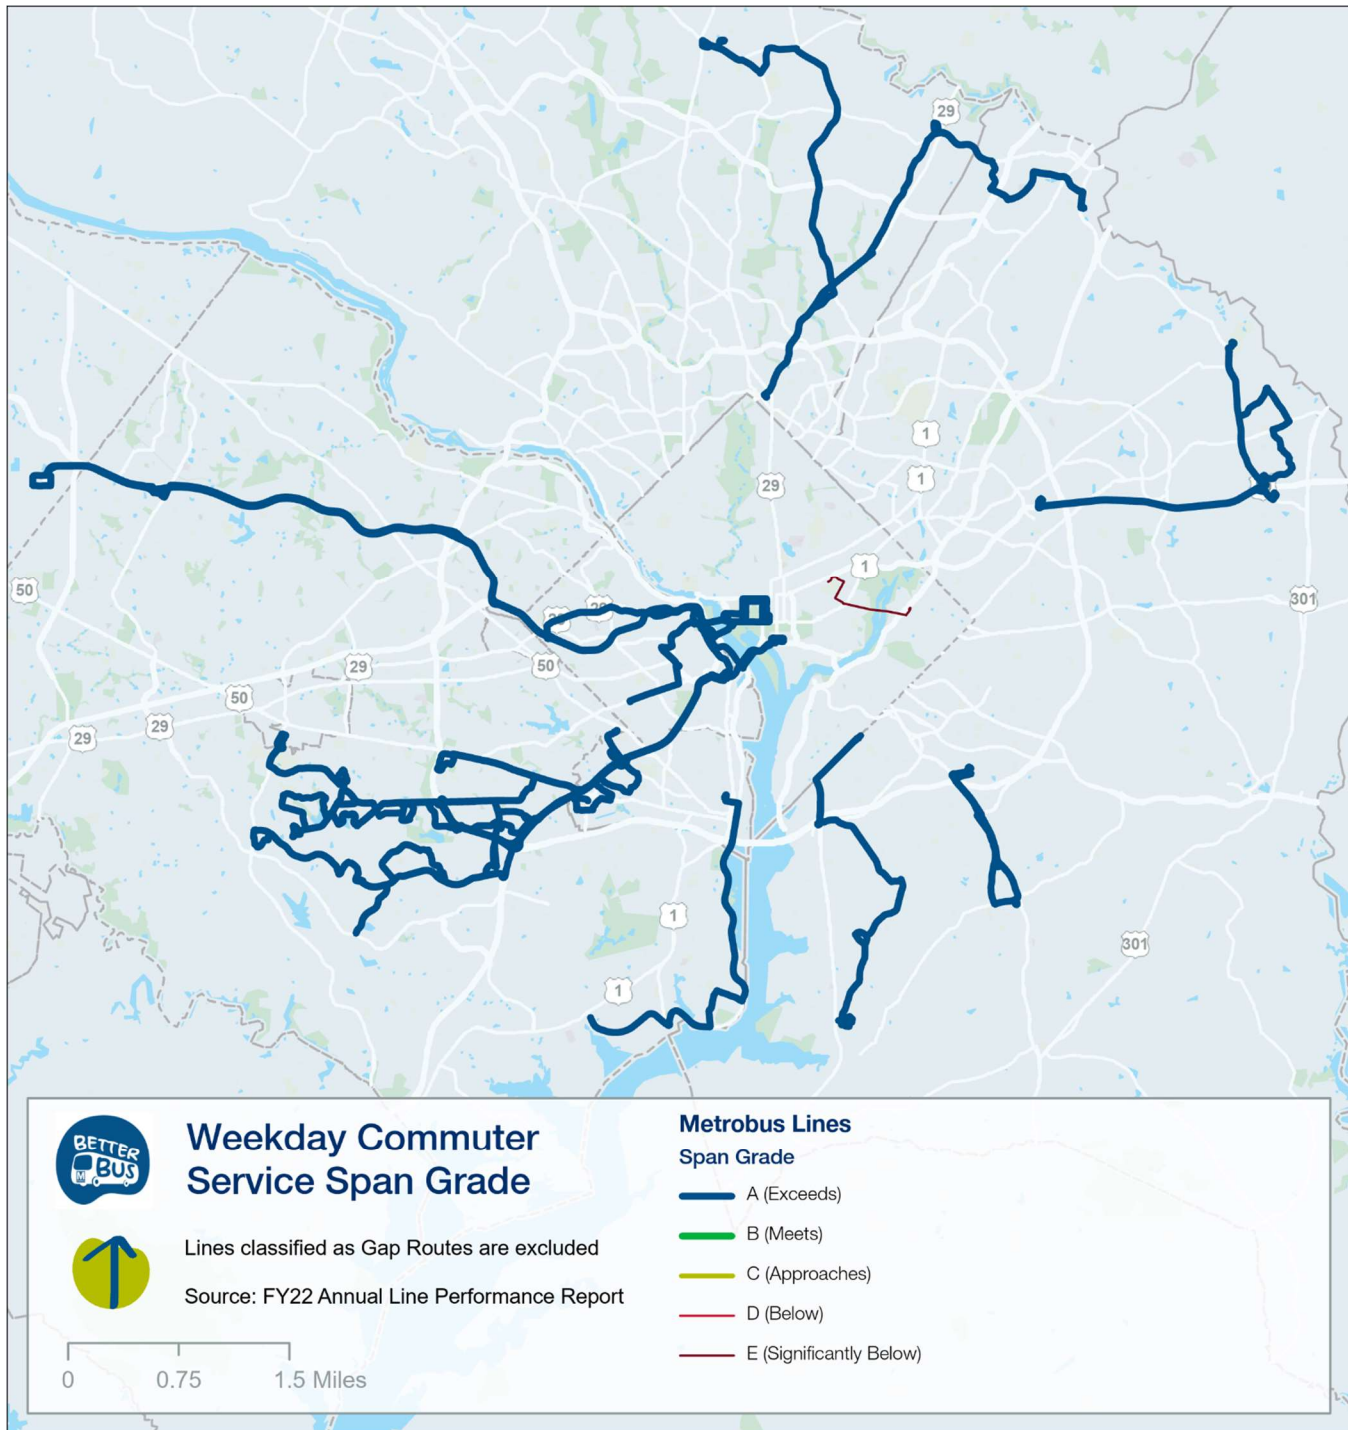 29
1
1
29
50
1
29
29
301
50
29
50
29
29
1
301
1
BETTER
BUS
M
Weekday Commuter
Service Span Grade
Lines classified as Gap Routes are excluded
Source: FY22 Annual Line Performance Report
0 0.75 1.5 Miles
Metrobus Lines
Span Grade
A (Exceeds)
B (Meets)
C (Approaches)
D (Below)
E (Significantly Below)